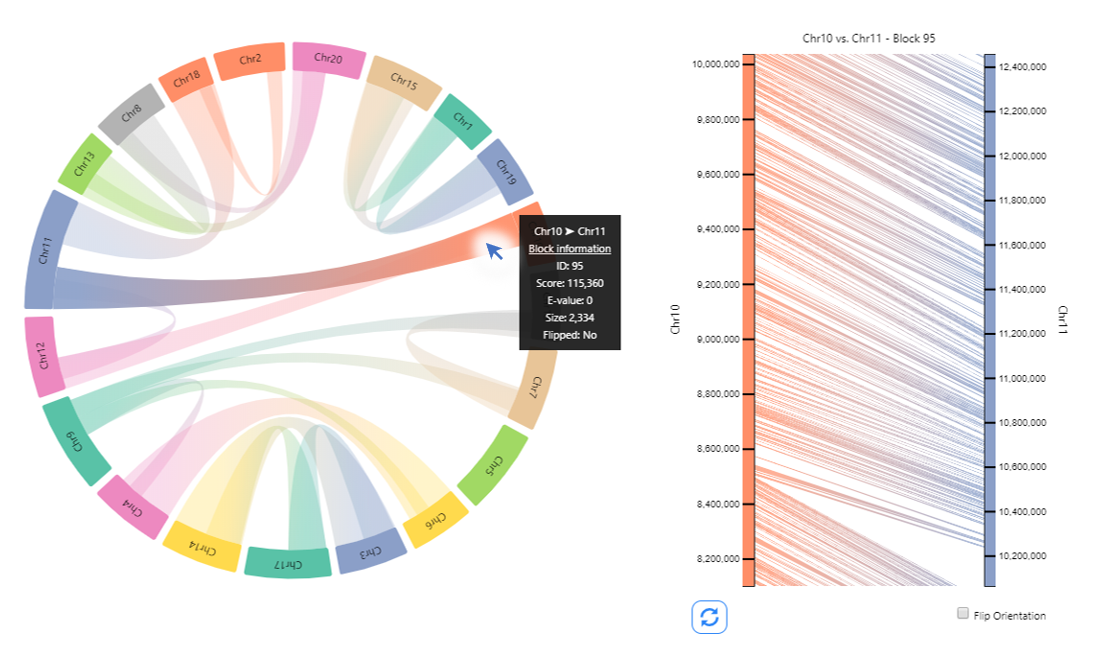 Chr2
Chr20
Chr18
Chr15
Chr8
Chr1
Chr13
Chr19
Chr11
Chr12
Chr9
Chr4
Chr14
Chr17
Chr3
Chr6
Chr5
Chr7
Chr10 ➤ Chr11
Block information
ID: 95
Score: 115,360
E-value: 0
Size: 2,334
Flipped: No
Chr10 vs. Chr11 - Block 95
10,000,000
9,800,000
9,600,000
9,400,000
9,200,000
9,000,000
8,800,000
8,600,000
8,400,000
8,200,000
Chr10
12,400,000
12,200,000
12,000,000
11,800,000
11,600,000
11,400,000
11,200,000
11,000,000
10,800,000
10,600,000
10,400,000
10,200,000
Chr11
Flip Orientation